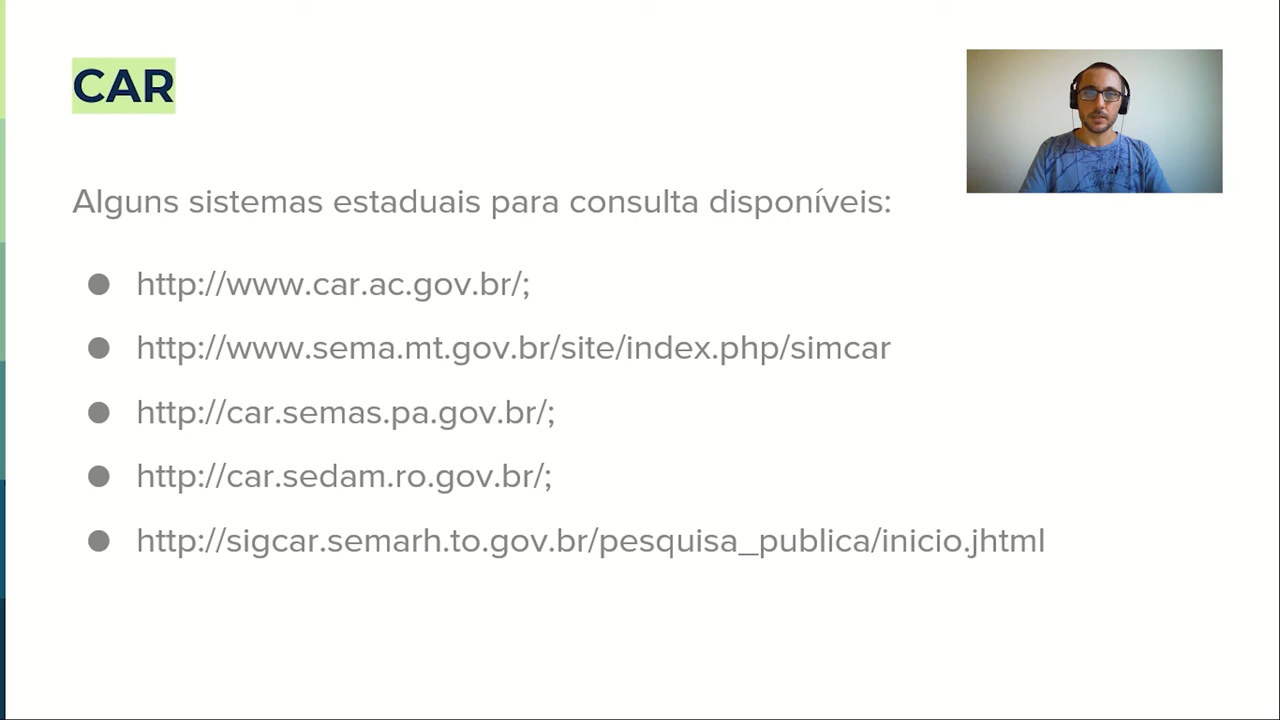 CAR
Alguns sistemas estaduais para consulta disponíveis:
http://www.car.ac.gov.br/;
http://www.sema.mt.gov.br/site/index.php/simcar
http://car.semas.pa.gov.br/;
http://car.sedam.ro.gov.br/;
http://sigcar.semarh.to.gov.br/pesquisa_publica/inicio.jhtml